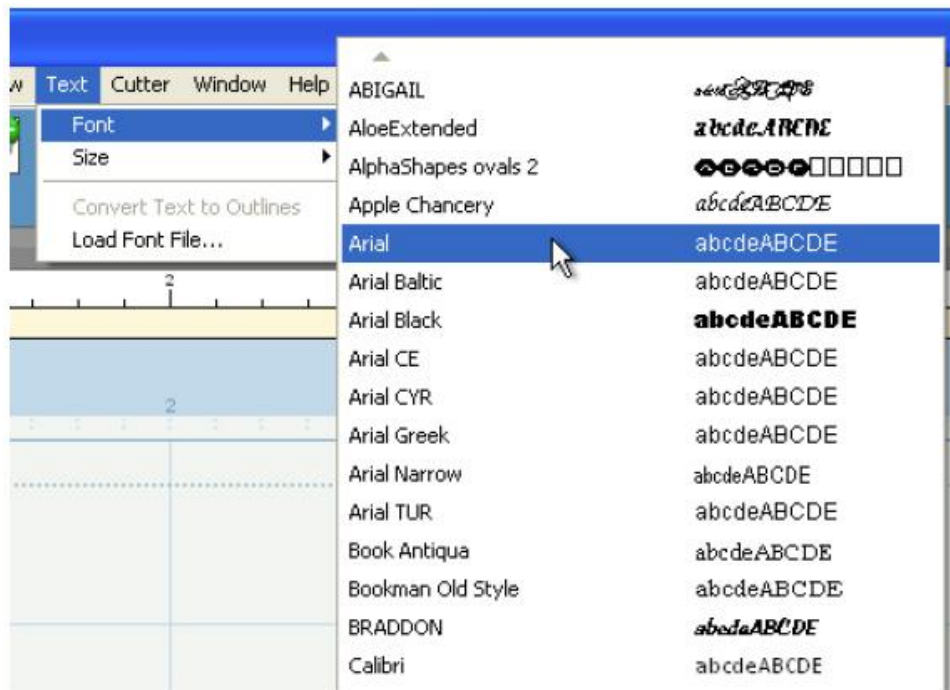 w Text Cutter Window Help
Font
Size
Convert Text to Outlines
Load Font File...
2
2
ABIGAIL
AloeExtended abcdeABCDE
AlphaShapes ovals 2 ABCDE
Apple Chancery abcdeABCDE
Arial abcdeABCDE
Arial Baltic abcdeABCDE
Arial Black abcdeABCDE
Arial CE abcdeABCDE
Arial CYR abcdeABCDE
Arial Greek abcdeABCDE
Arial Narrow abcdeABCDE
Arial TUR abcdeABCDE
Book Antiqua abcdeABCDE
Bookman Old Style abcdeABCDE
BRADDON abcdeABCDE
Calibri abcdeABCDE